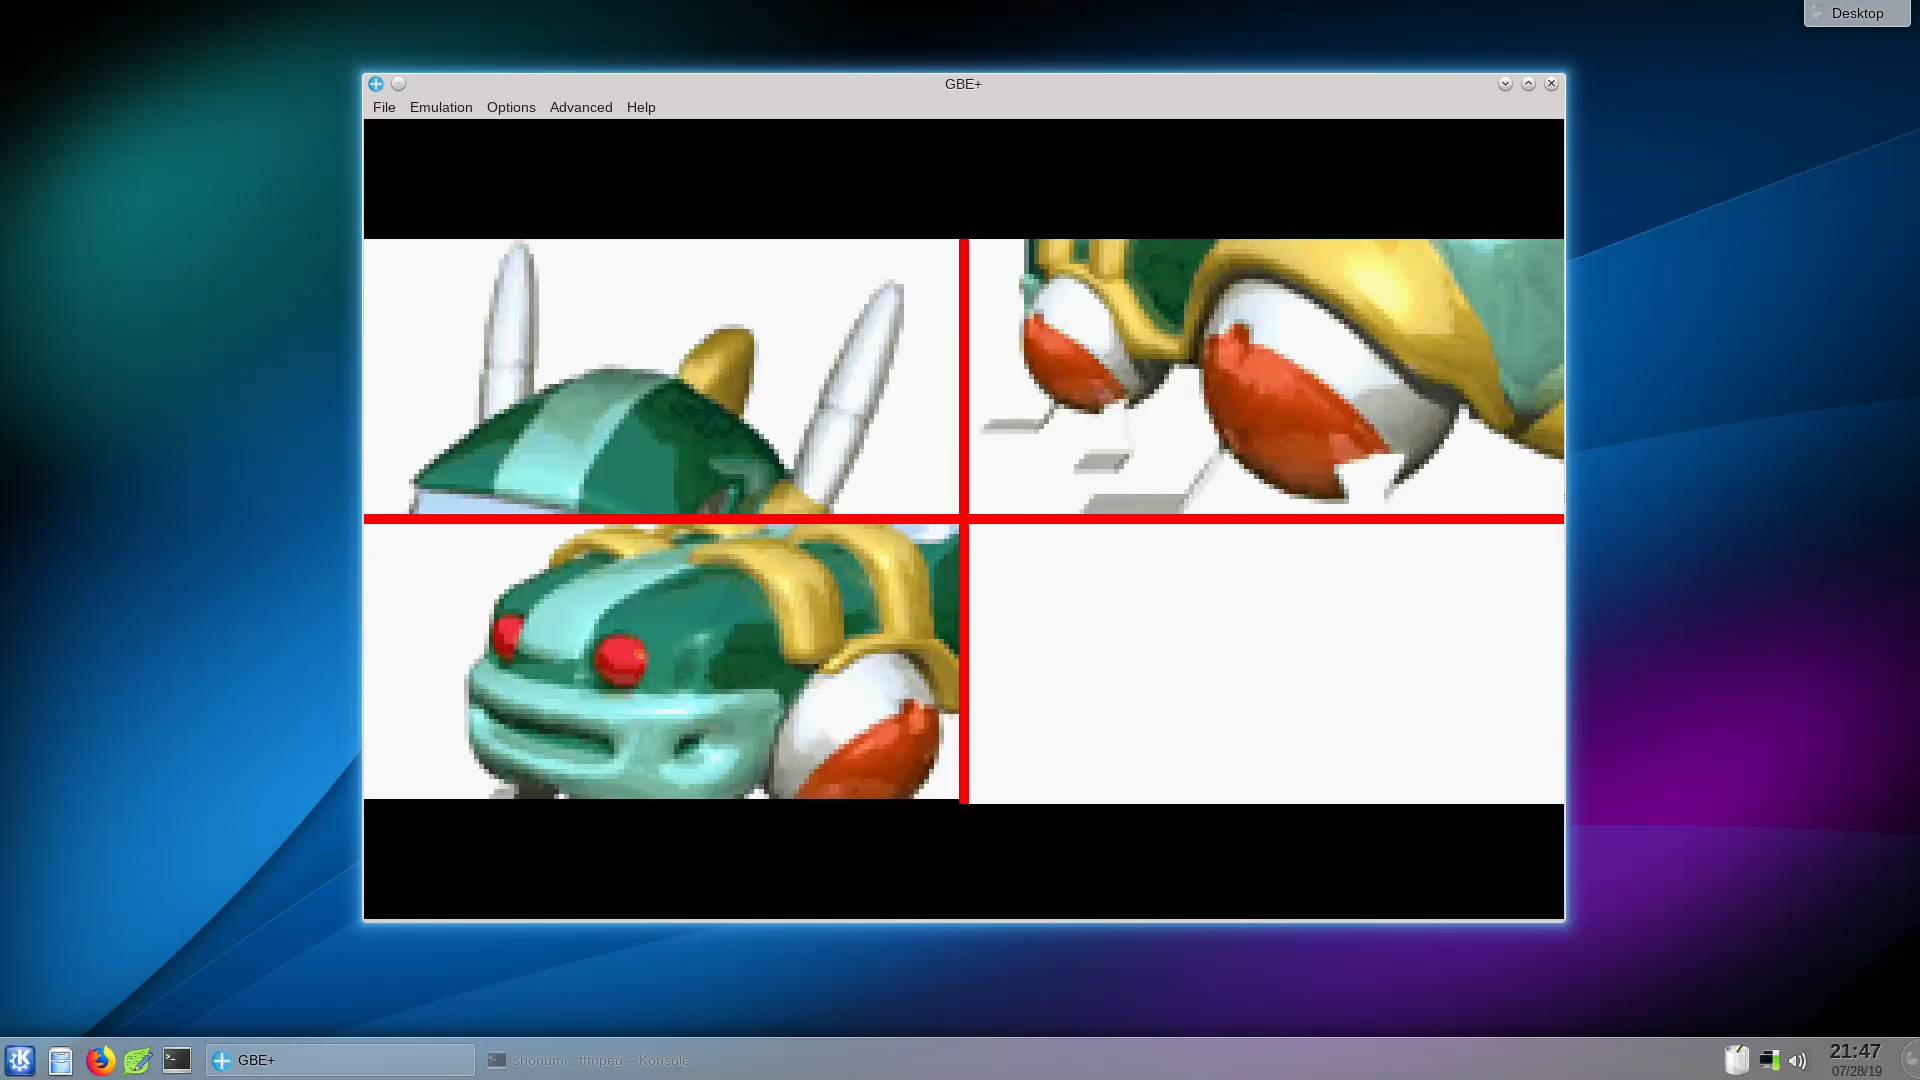 Desktop
GBE+
File Emulation Options Advanced Help
GBE+
shonumi : ffmpeg – Konsole
21:47
07/28/19